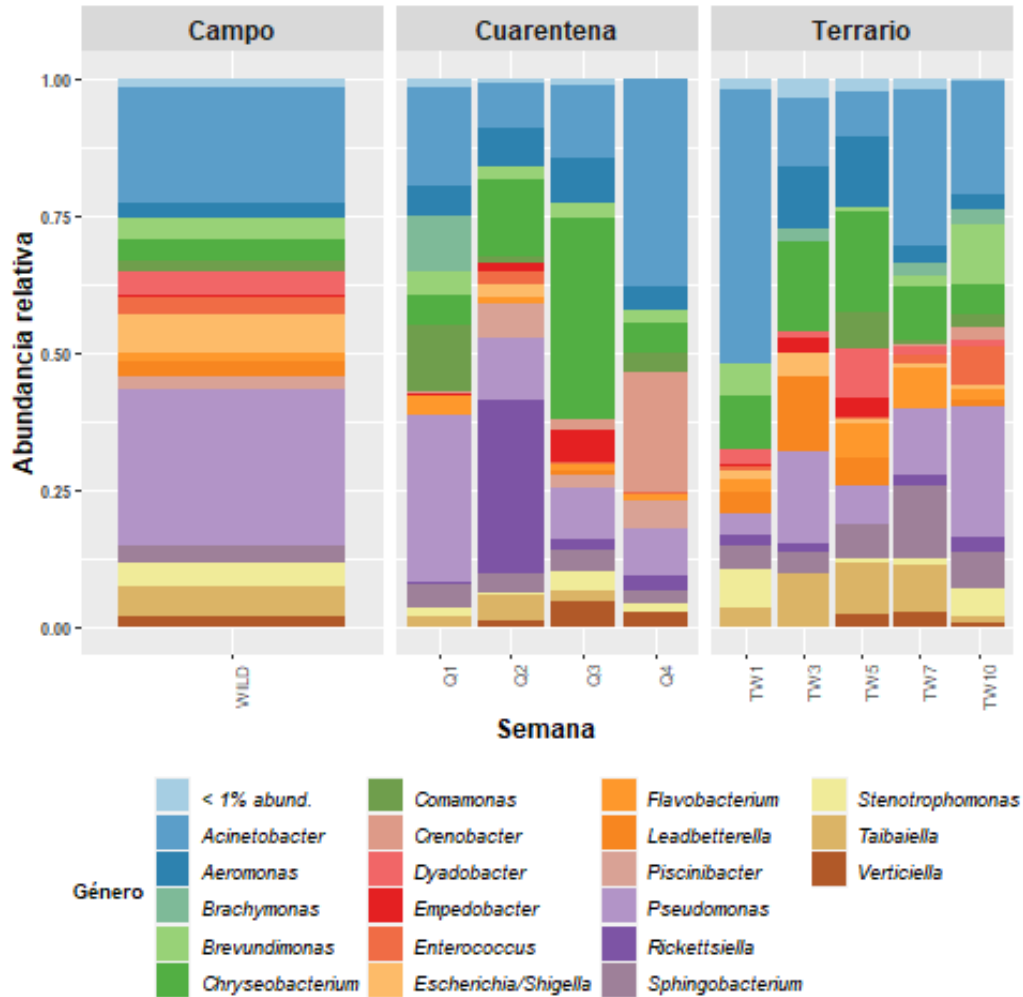 Campo Cuarentena Terrario
1.00
0.75
0.50
0.25
0.00
Abundancia relativa
WILD Q1 Q2 Q3 Q4 TW1 TW3 TW5 TW7 TW10
Semana
Género
< 1% abund. Comamonas Flavobacterium Stenotrophomonas
Acinetobacter Crenobacter Leadbetterella Taibaiella
Aeromonas Dyadobacter Piscinibacter Verticiella
Brachymonas Empedobacter Pseudomonas
Brevundimonas Enterococcus Rickettsiella
Chryseobacterium Escherichia/Shigella Sphingobacterium